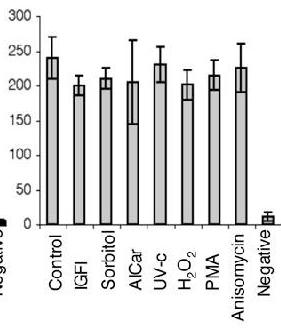 300
250
200
150
100
50
0
Control
IGFI
Sorbitol
AICar
UV-c
H₂O₂
PMA
Anisomycin
Negative